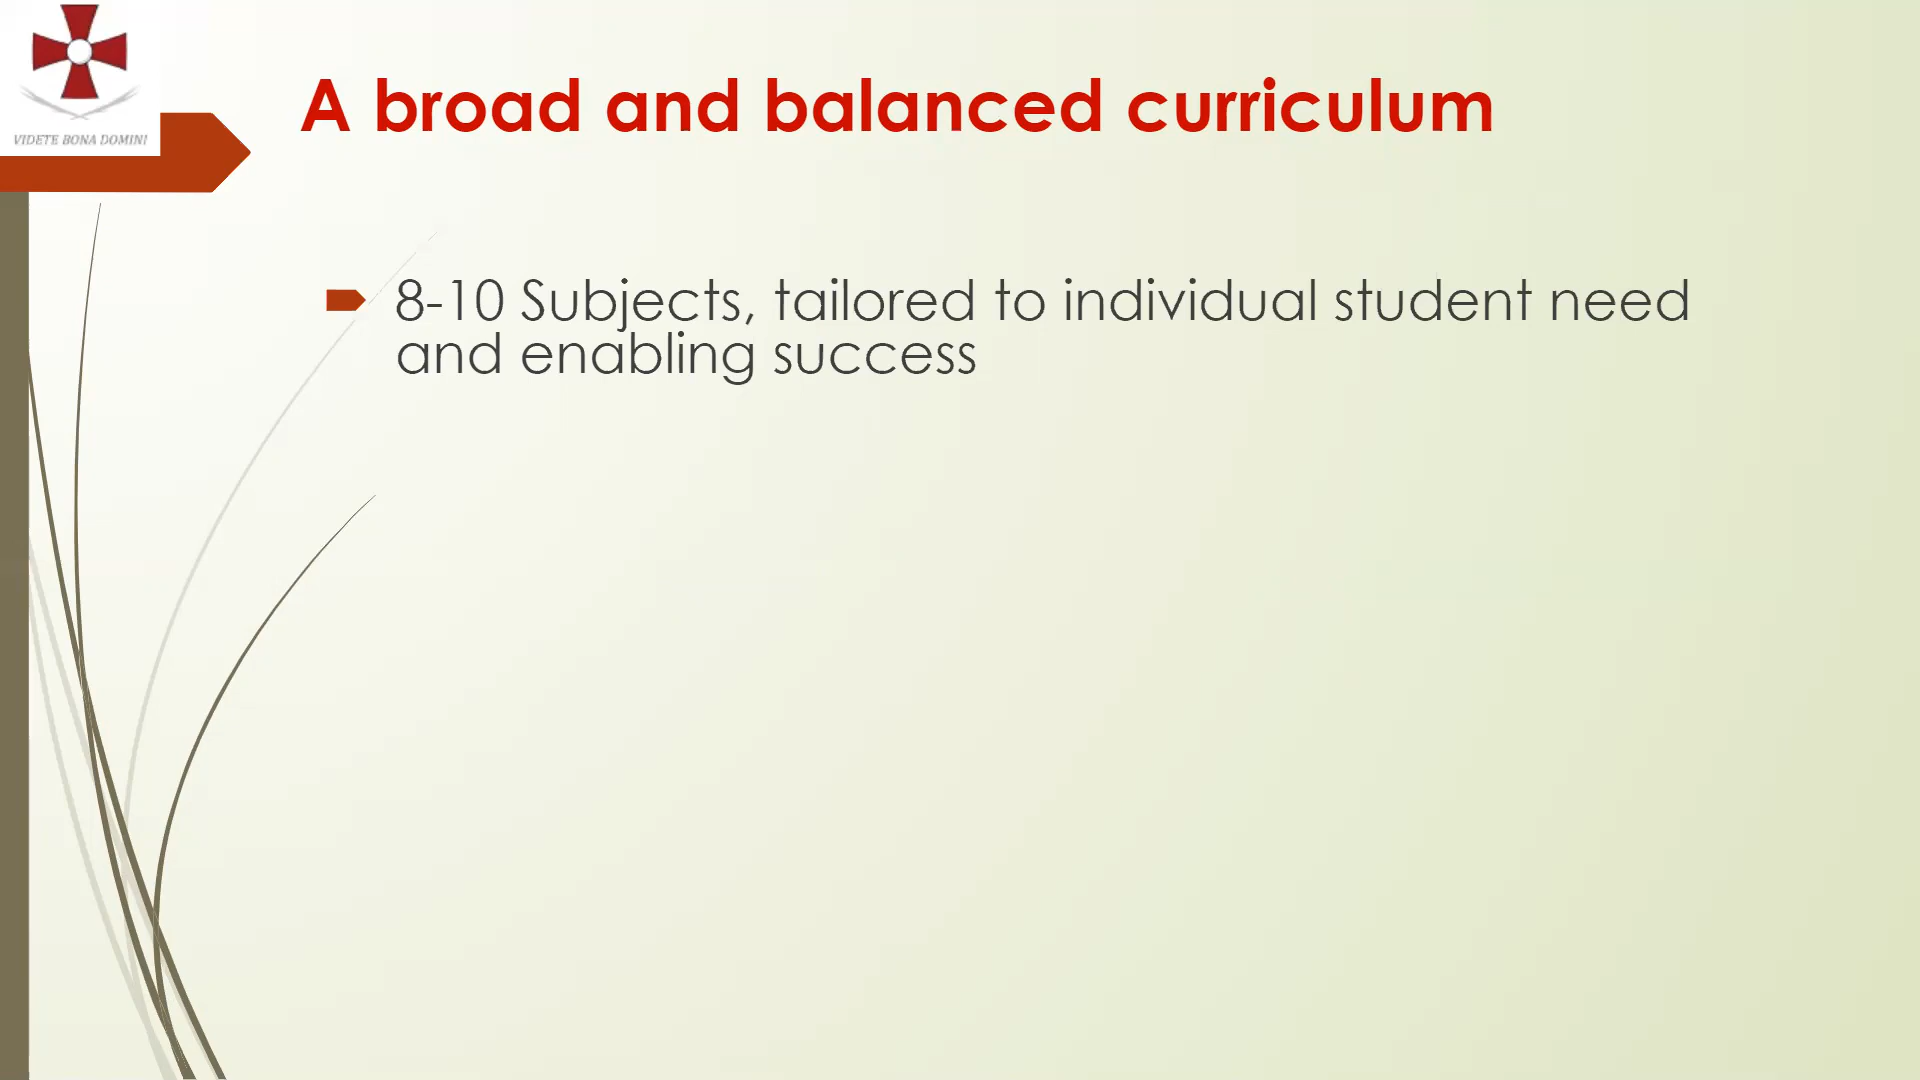 VIDETE BONA DOMINI
A broad and balanced curriculum
8-10 Subjects, tailored to individual student need
and enabling success